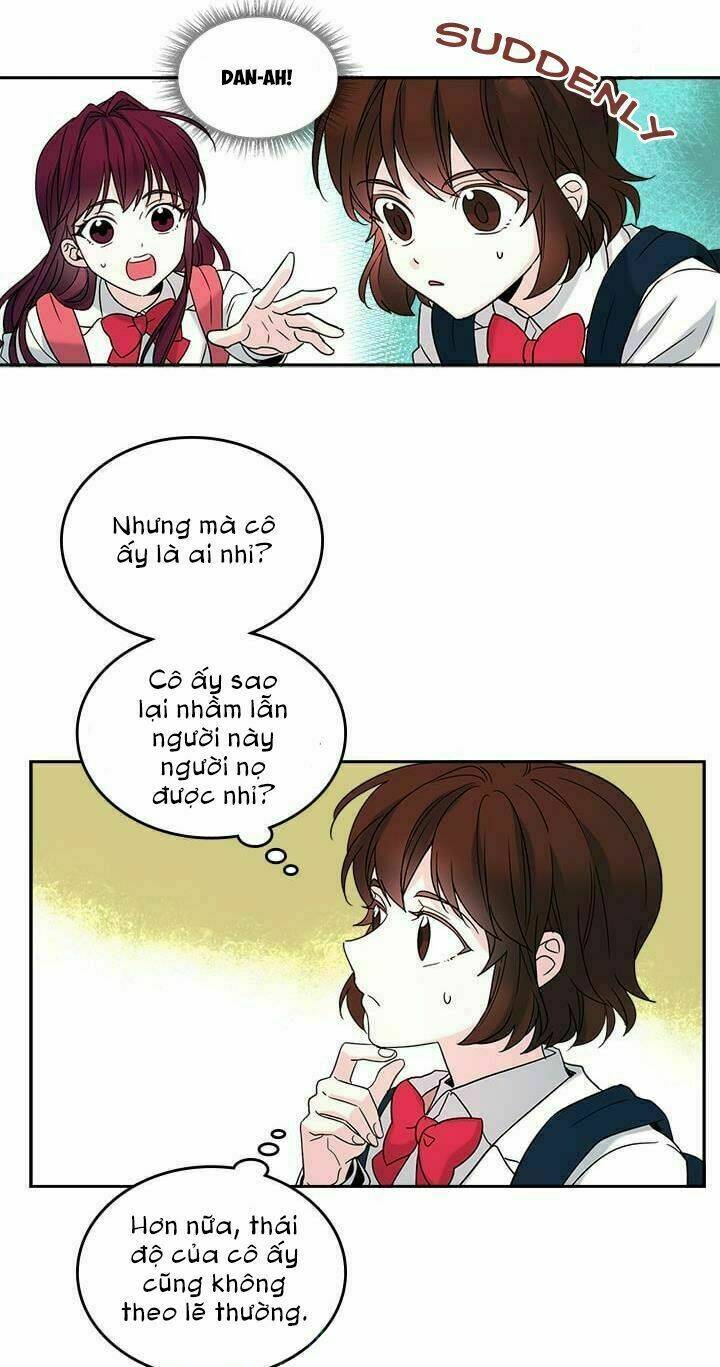 DAN-AH!
SUDDENLY
Nhưng mà cô
ấy là ai nhỉ?
Cô ấy sao
lại nhầm lẫn
người này
người nọ
được nhỉ?
Hơn nữa, thái
độ của cô ấy
cũng không
theo lẽ thường.